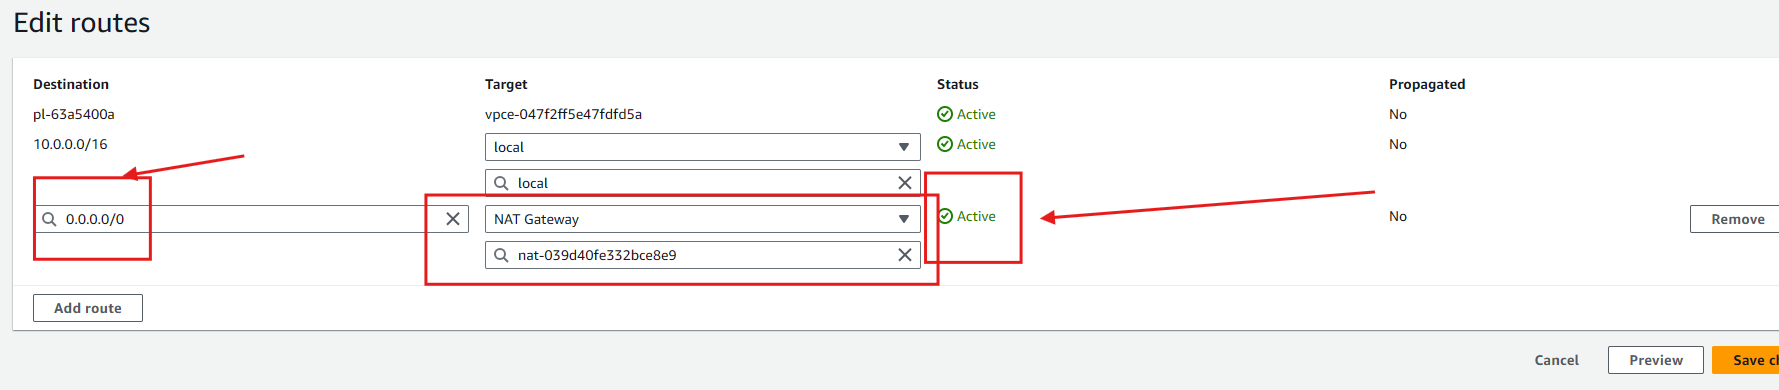 Edit routes
Destination Target Status Propagated
pl-63a5400a vpce-047f2ff5e47fdfd5a Active No
10.0.0.0/16 local Active No
local
0.0.0.0/0 NAT Gateway Active No Remove
nat-039d40fe332bce8e9
Add route
Cancel Preview Save